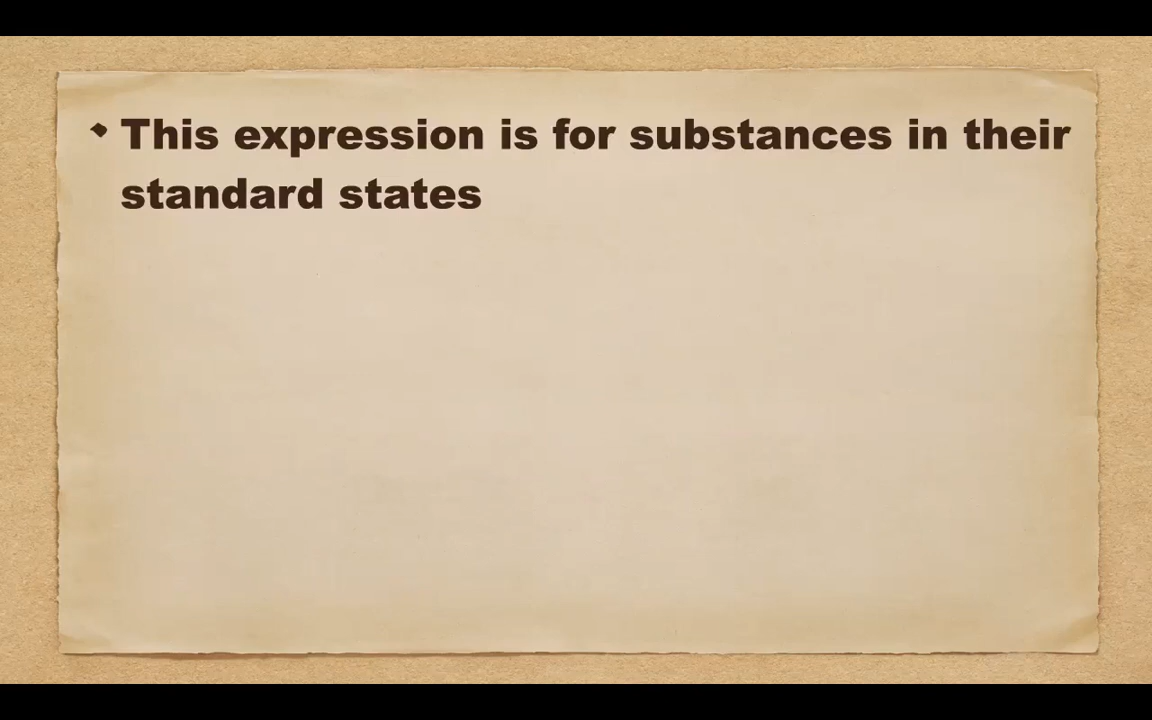 This expression is for substances in their
standard states